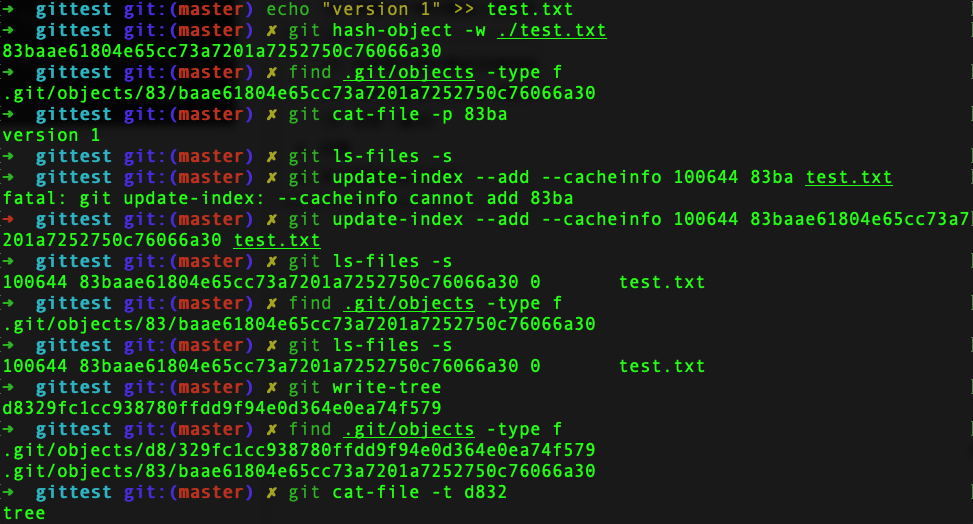 ➜  gittest git:(master) echo "version 1" >> test.txt
➜  gittest git:(master) ✗ git hash-object -w ./test.txt
83baae61804e65cc73a7201a7252750c76066a30
➜  gittest git:(master) ✗ find .git/objects -type f
.git/objects/83/baae61804e65cc73a7201a7252750c76066a30
➜  gittest git:(master) ✗ git cat-file -p 83ba
version 1
➜  gittest git:(master) ✗ git ls-files -s
➜  gittest git:(master) ✗ git update-index --add --cacheinfo 100644 83ba test.txt
fatal: git update-index: --cacheinfo cannot add 83ba
➜  gittest git:(master) ✗ git update-index --add --cacheinfo 100644 83baae61804e65cc73a7
201a7252750c76066a30 test.txt
➜  gittest git:(master) ✗ git ls-files -s
100644 83baae61804e65cc73a7201a7252750c76066a30 0       test.txt
➜  gittest git:(master) ✗ find .git/objects -type f
.git/objects/83/baae61804e65cc73a7201a7252750c76066a30
➜  gittest git:(master) ✗ git ls-files -s
100644 83baae61804e65cc73a7201a7252750c76066a30 0       test.txt
➜  gittest git:(master) ✗ git write-tree
d8329fc1cc938780ffdd9f94e0d364e0ea74f579
➜  gittest git:(master) ✗ find .git/objects -type f
.git/objects/d8/329fc1cc938780ffdd9f94e0d364e0ea74f579
.git/objects/83/baae61804e65cc73a7201a7252750c76066a30
➜  gittest git:(master) ✗ git cat-file -t d832
tree